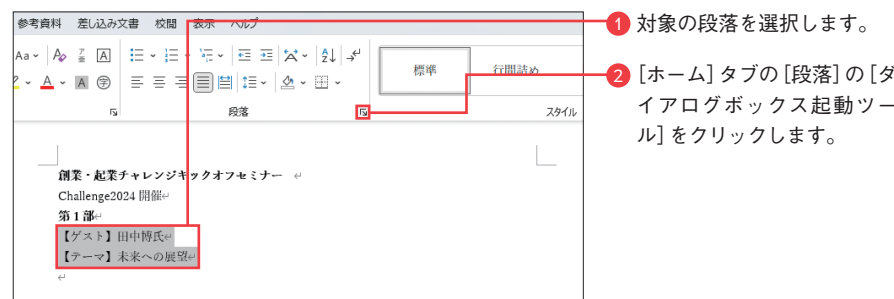 参考資料 差し込み文書 校閲 表示 ヘルプ
Aa
A
標準
行間詰め
段落
スタイル
創業・起業チャレンジキックオフセミナー
Challenge2024 開催
第1部
【ゲスト】田中博氏
【テーマ】未来への展望
1 対象の段落を選択します。
2 [ホーム] タブの [段落] の [ダ
イアログボックス起動ツー
ル] をクリックします。